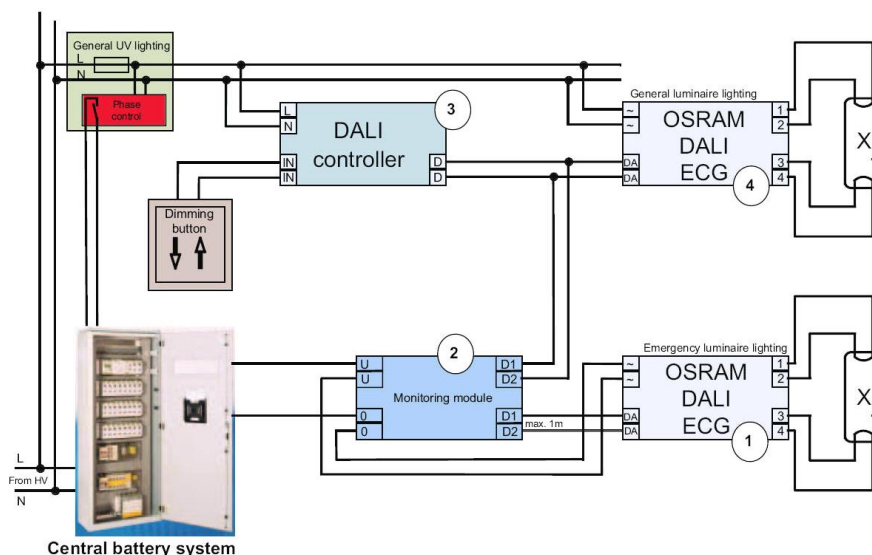 General UV lighting
L
N
Phase
control
L
N
DALI
controller
IN
IN
D
D
3
Dimming
button
General luminaire lighting
~
~
OSRAM
DALI
ECG
DA
DA
1
2
3
4
4
X
2
U
U
Monitoring module
0
0
D1
D2
D1
D2
max. 1m
Emergency luminaire lighting
~
~
OSRAM
DALI
ECG
DA
DA
1
2
3
4
1
X
L
From HV
N
Central battery system